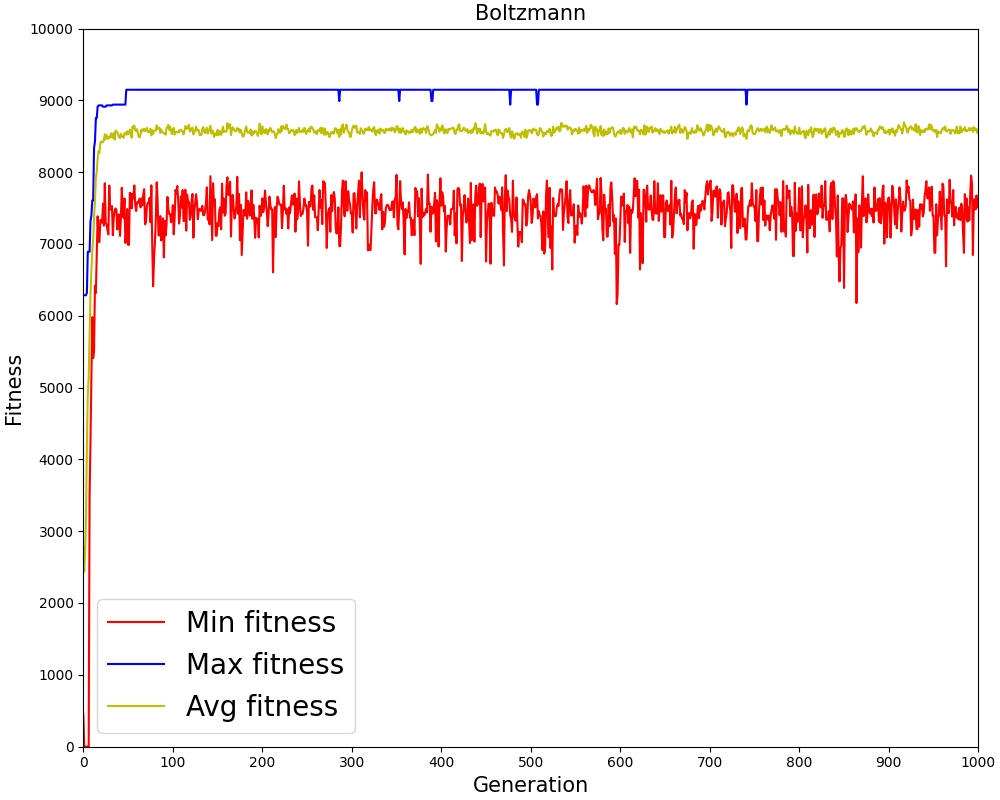 Boltzmann
10000
9000
8000
7000
6000
5000
4000
3000
2000
1000
0
Fitness
Min fitness
Max fitness
Avg fitness
0 100 200 300 400 500 600 700 800 900 1000
Generation